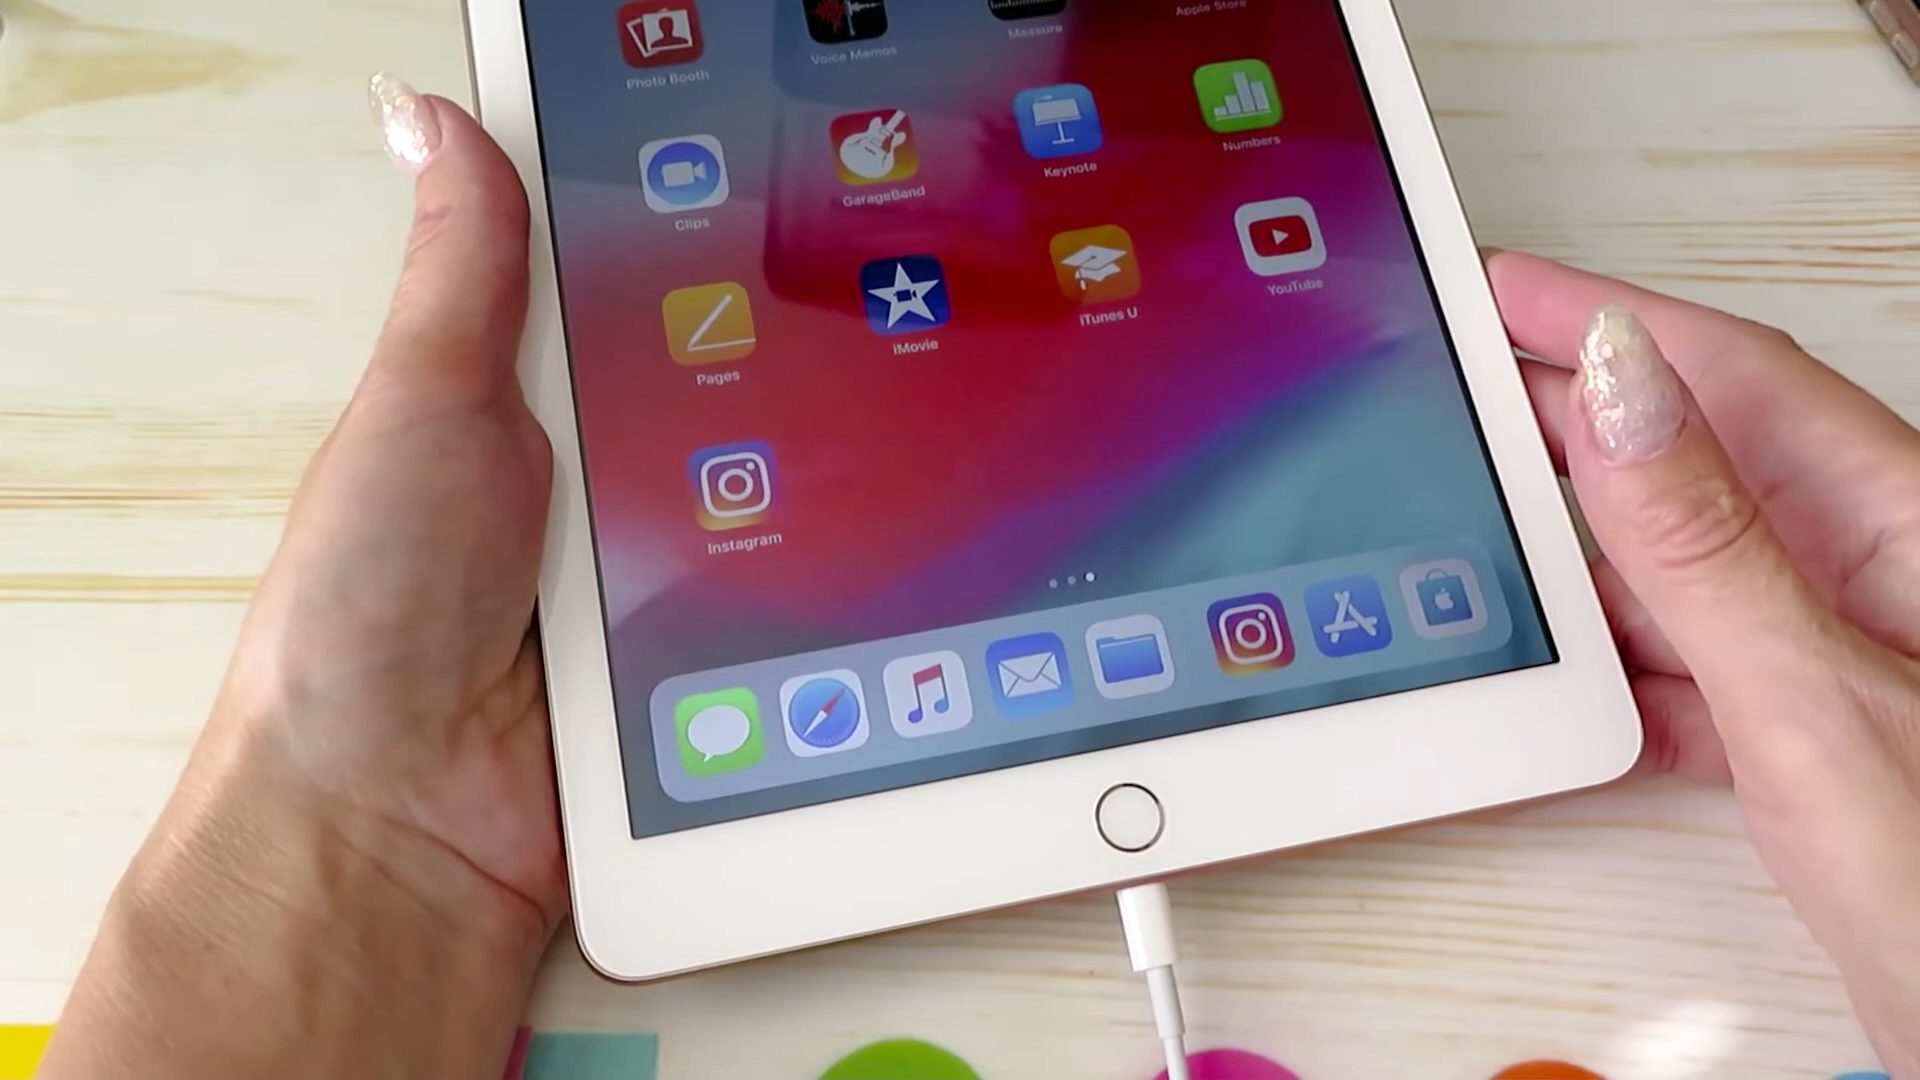 Photo Booth
Voice Memos
Measure
Apple Store
Clips
GarageBand
Keynote
Numbers
Pages
iMovie
iTunes U
YouTube
Instagram